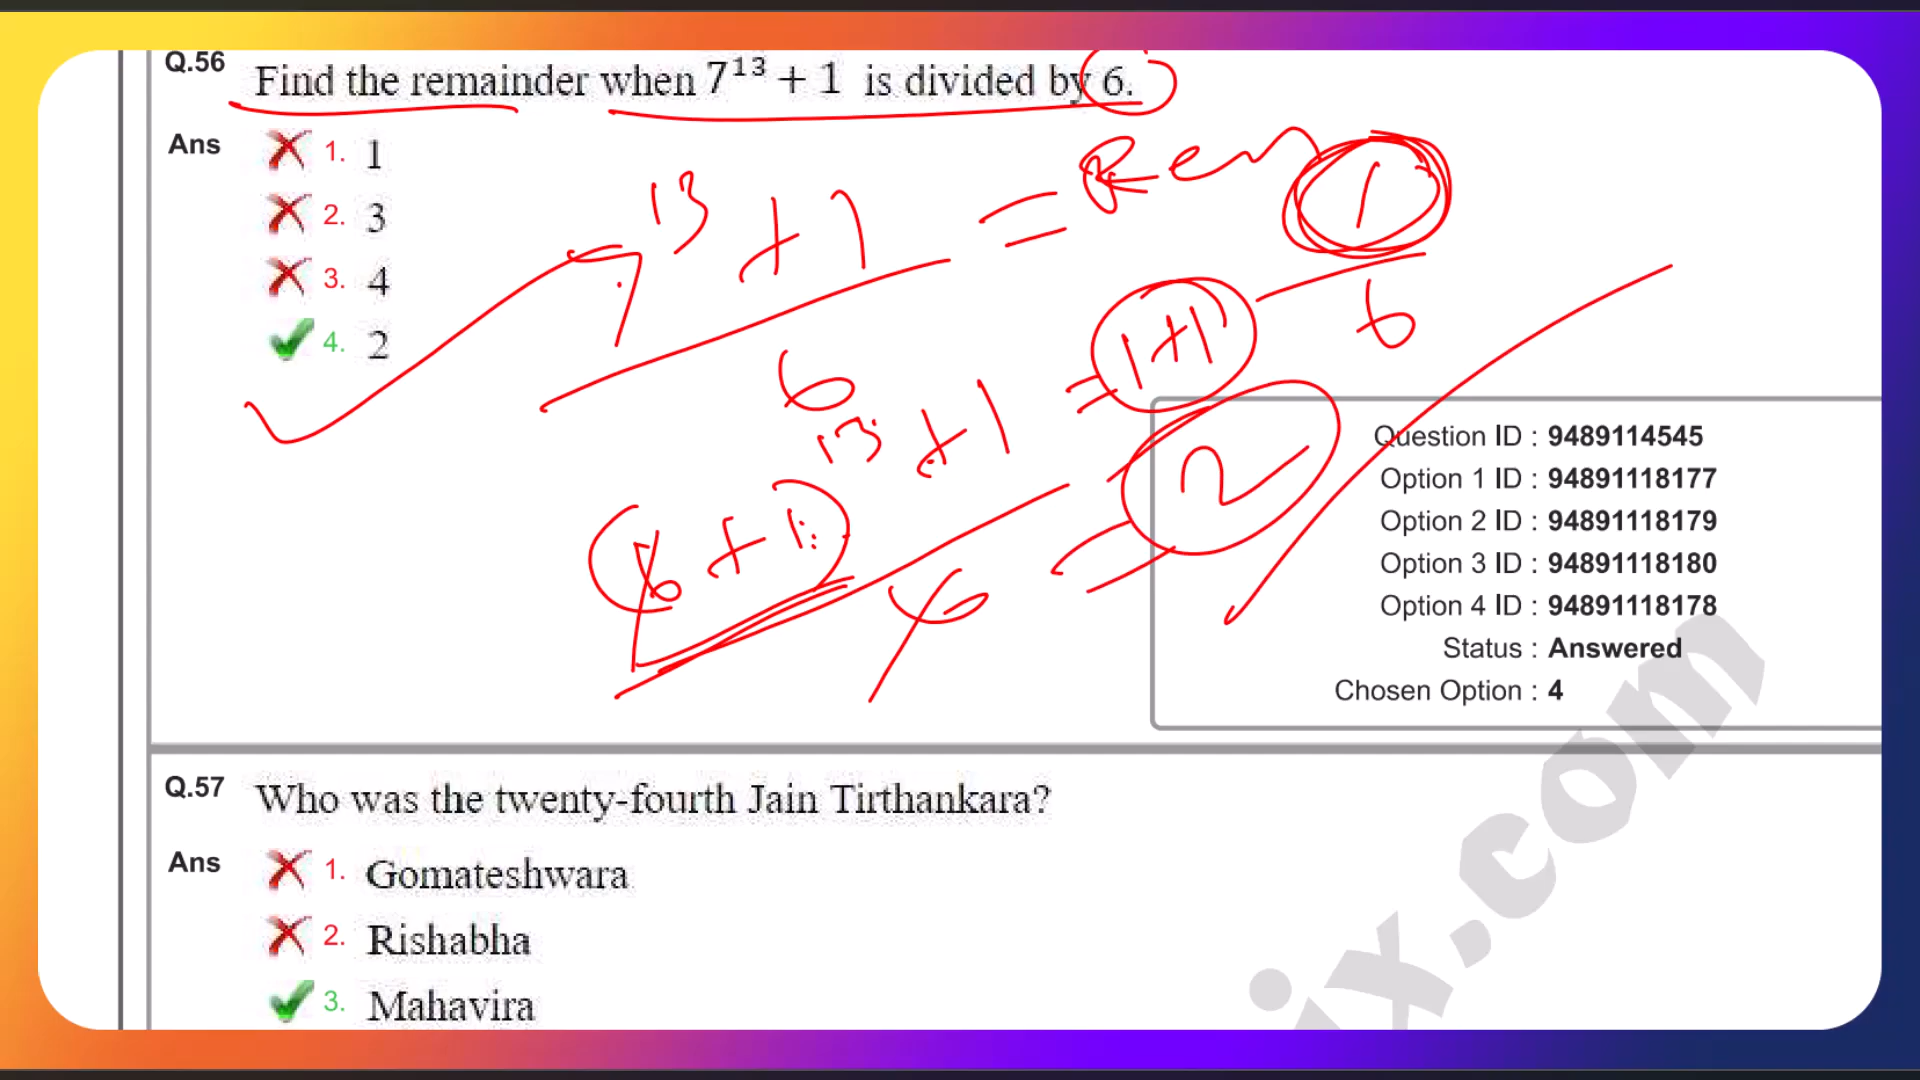 Q.56 Find the remainder when 7¹³ + 1 is divided by 6.
Ans 1. 1
2. 3
3. 4
4. 2
7¹³ + 1 = Rem 1
6 6
(6 + 1)¹³ + 1 = 1+1
6 = 2
Question ID : 9489114545
Option 1 ID : 94891118177
Option 2 ID : 94891118179
Option 3 ID : 94891118180
Option 4 ID : 94891118178
Status : Answered
Chosen Option : 4
Q.57 Who was the twenty-fourth Jain Tirthankara?
Ans 1. Gomateshwara
2. Rishabha
3. Mahavira
ix.com